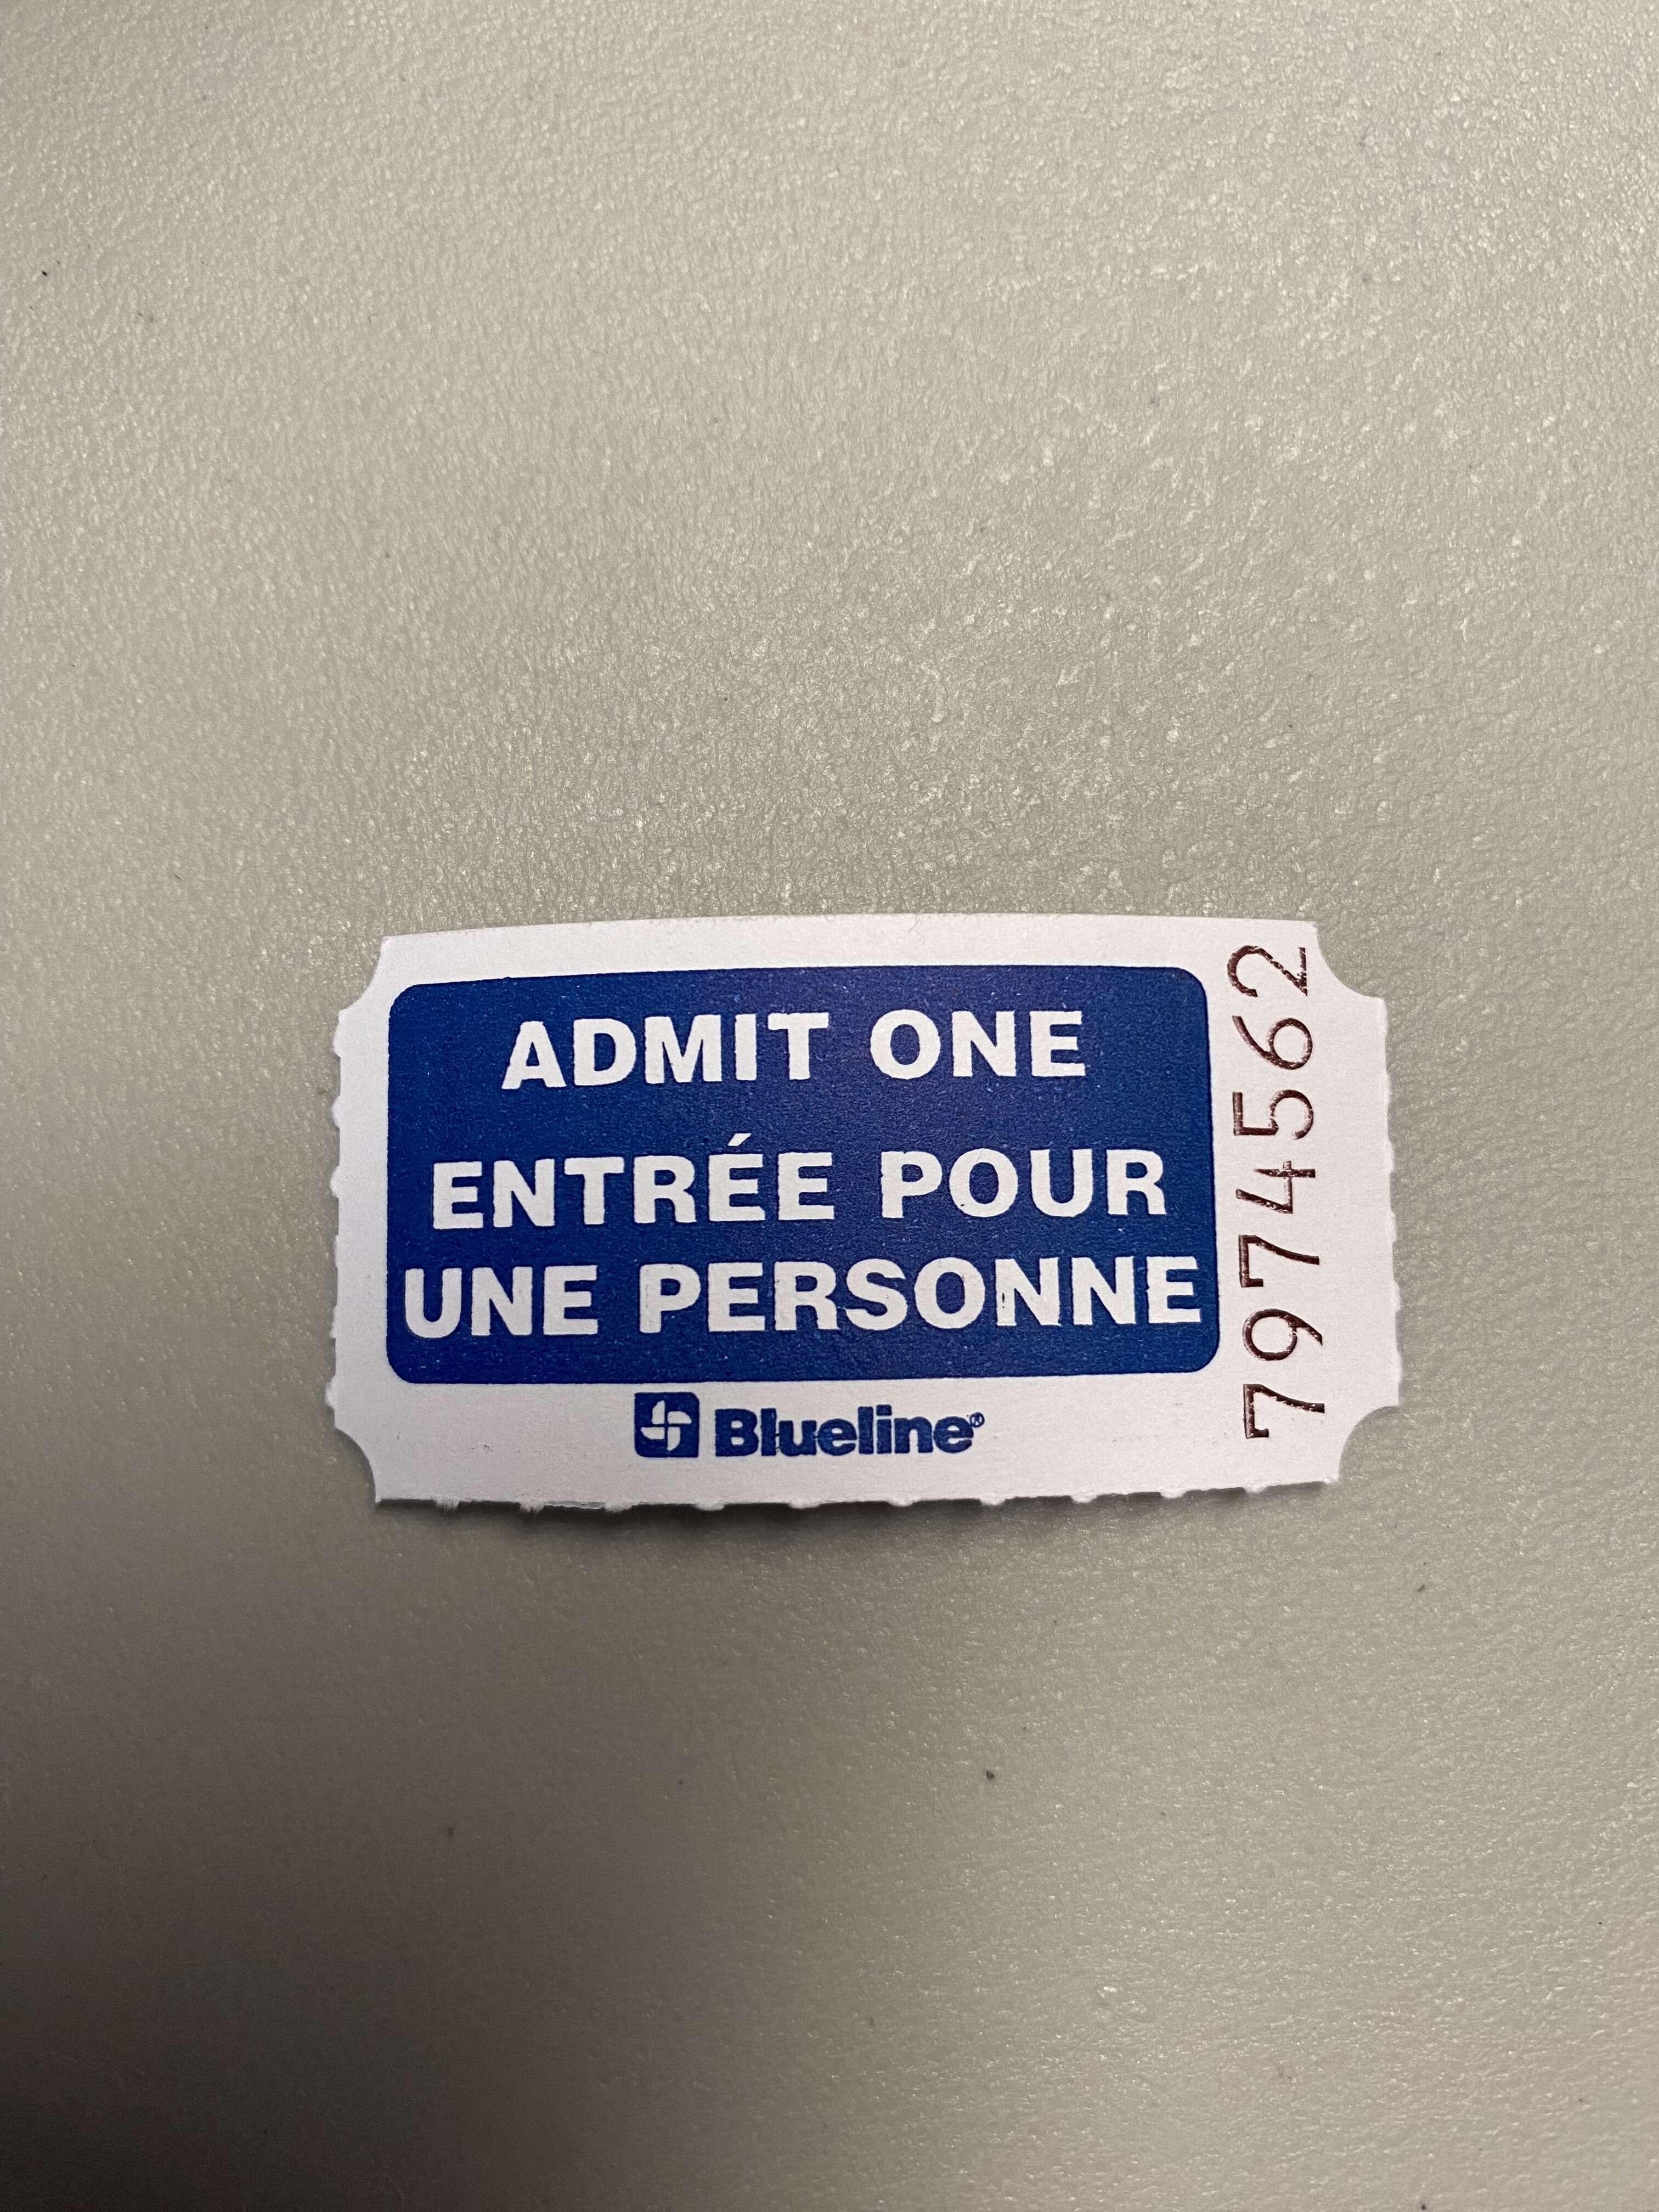 ADMIT ONE
ENTRÉE POUR
UNE PERSONNE
Blueline®
7974562